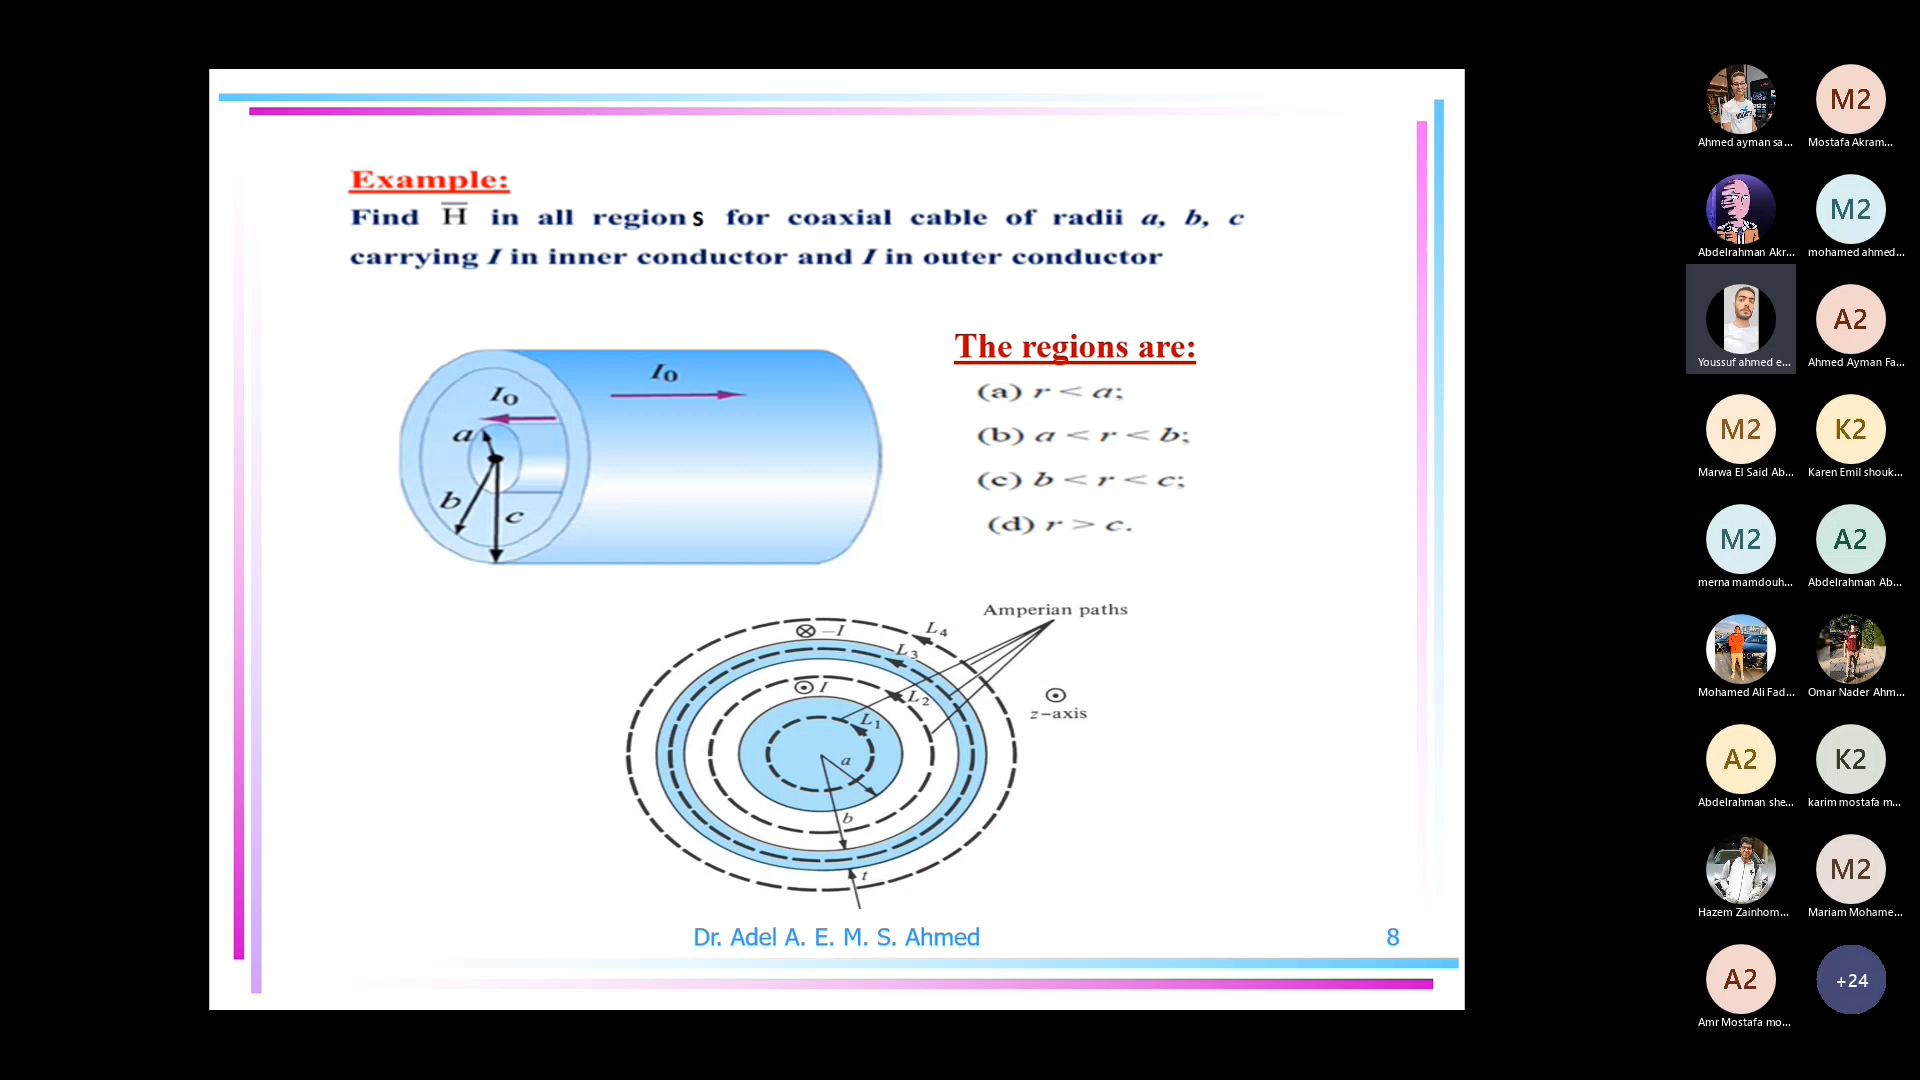 Example:
Find H̅ in all regions for coaxial cable of radii a, b, c
carrying I in inner conductor and I in outer conductor
I₀
I₀
a
b
c
The regions are:
(a) r < a;
(b) a < r < b;
(c) b < r < c;
(d) r > c.
Amperian paths
–I
L₄
L₃
I
L₂
L₁
z–axis
a
b
t
Dr. Adel A. E. M. S. Ahmed
8
Ahmed ayman sa...
M2
Mostafa Akram...
Abdelrahman Akr...
M2
mohamed ahmed...
Youssuf ahmed e...
A2
Ahmed Ayman Fa...
M2
Marwa El Said Ab...
K2
Karen Emil shouk...
M2
merna mamdouh...
A2
Abdelrahman Ab...
Mohamed Ali Fad...
Omar Nader Ahm...
A2
Abdelrahman she...
K2
karim mostafa m...
Hazem Zainhom...
M2
Mariam Mohame...
A2
Amr Mostafa mo...
+24